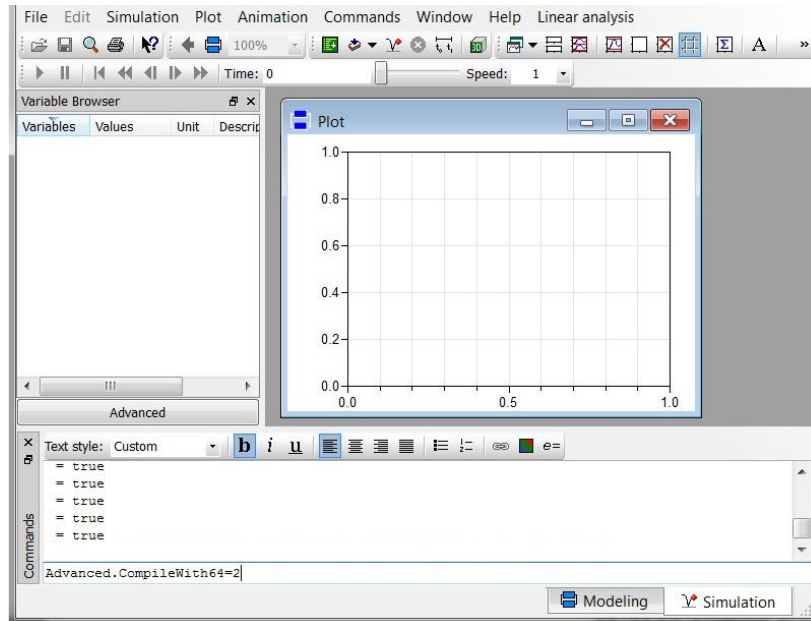 File Edit Simulation Plot Animation Commands Window Help Linear analysis
100% Σ A »
Time: 0 Speed: 1
Variable Browser
Variables Values Unit Descrip
Plot
1.0
0.8
0.6
0.4
0.2
0.0
0.0 0.5 1.0
Advanced
Text style: Custom b i u e=
= true
= true
= true
= true
= true
Commands
Advanced.CompileWith64=2
Modeling Simulation